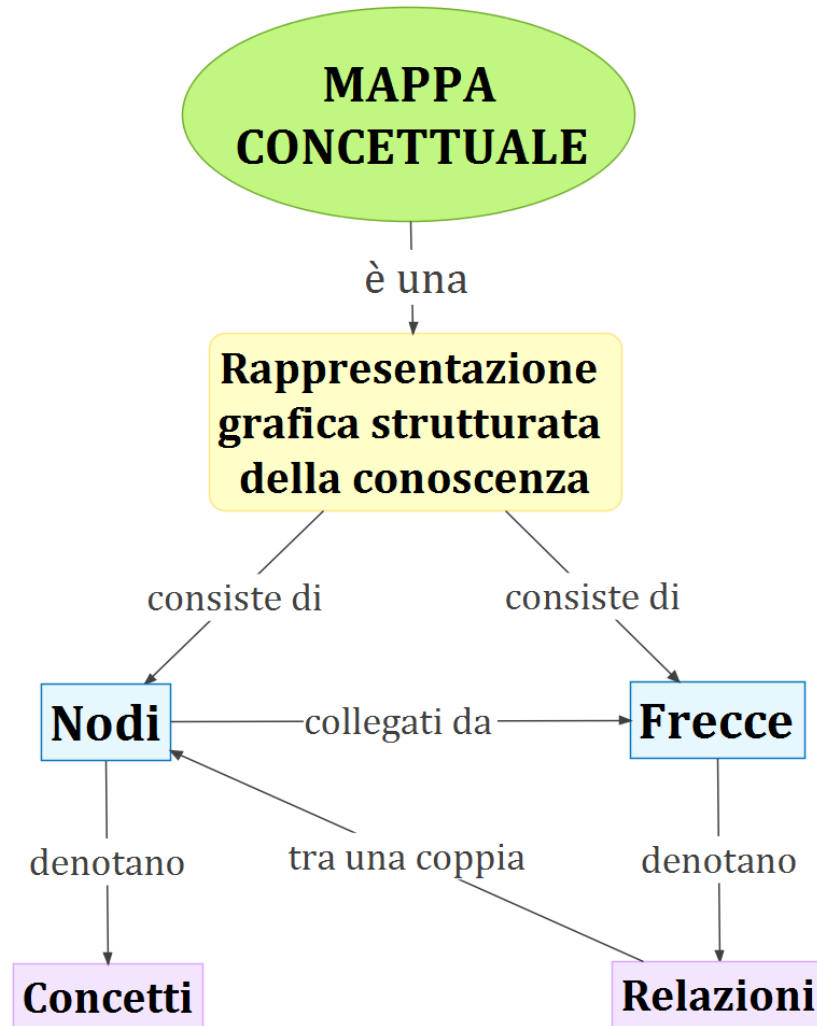 MAPPA
CONCETTUALE
è una
Rappresentazione
grafica strutturata
della conoscenza
consiste di
consiste di
Nodi
collegati da
Frecce
denotano
tra una coppia
denotano
Concetti
Relazioni